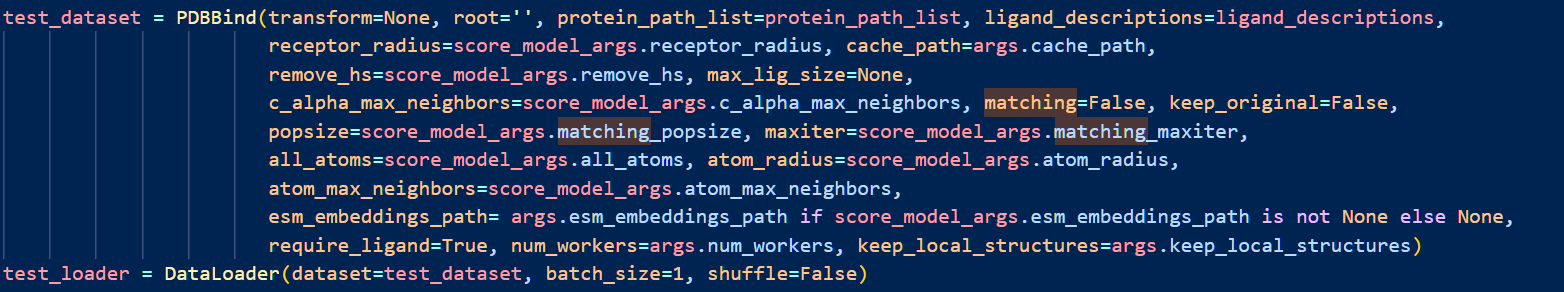 test_dataset = PDBBind(transform=None, root='', protein_path_list=protein_path_list, ligand_descriptions=ligand_descriptions,
receptor_radius=score_model_args.receptor_radius, cache_path=args.cache_path,
remove_hs=score_model_args.remove_hs, max_lig_size=None,
c_alpha_max_neighbors=score_model_args.c_alpha_max_neighbors, matching=False, keep_original=False,
popsize=score_model_args.matching_popsize, maxiter=score_model_args.matching_maxiter,
all_atoms=score_model_args.all_atoms, atom_radius=score_model_args.atom_radius,
atom_max_neighbors=score_model_args.atom_max_neighbors,
esm_embeddings_path= args.esm_embeddings_path if score_model_args.esm_embeddings_path is not None else None,
require_ligand=True, num_workers=args.num_workers, keep_local_structures=args.keep_local_structures)
test_loader = DataLoader(dataset=test_dataset, batch_size=1, shuffle=False)